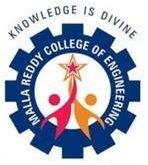 KNOWLEDGE IS DIVINE
MALLA REDDY COLLEGE OF ENGINEERING